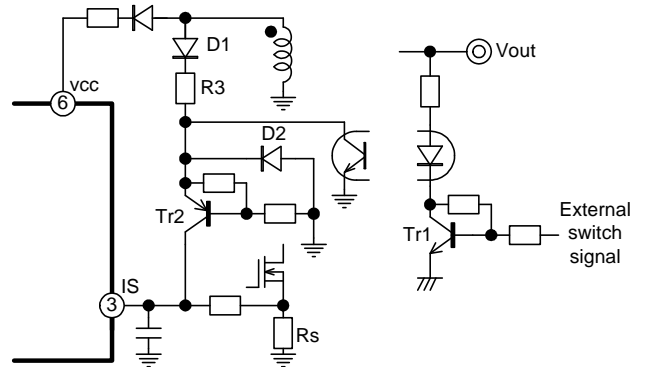 D1
Vout
vcc
R3
6
D2
Tr2
Tr1
External
switch
signal
IS
3
Rs